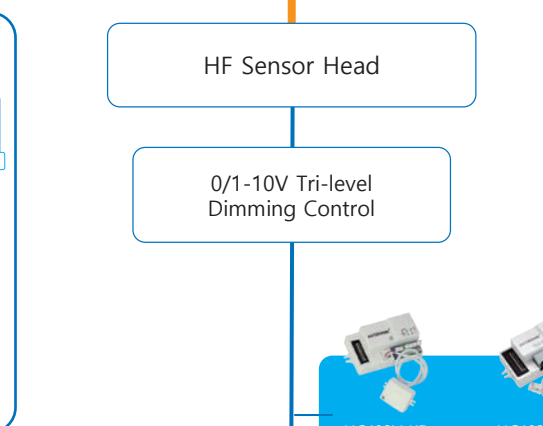 HF Sensor Head
0/1-10V Tri-level
Dimming Control